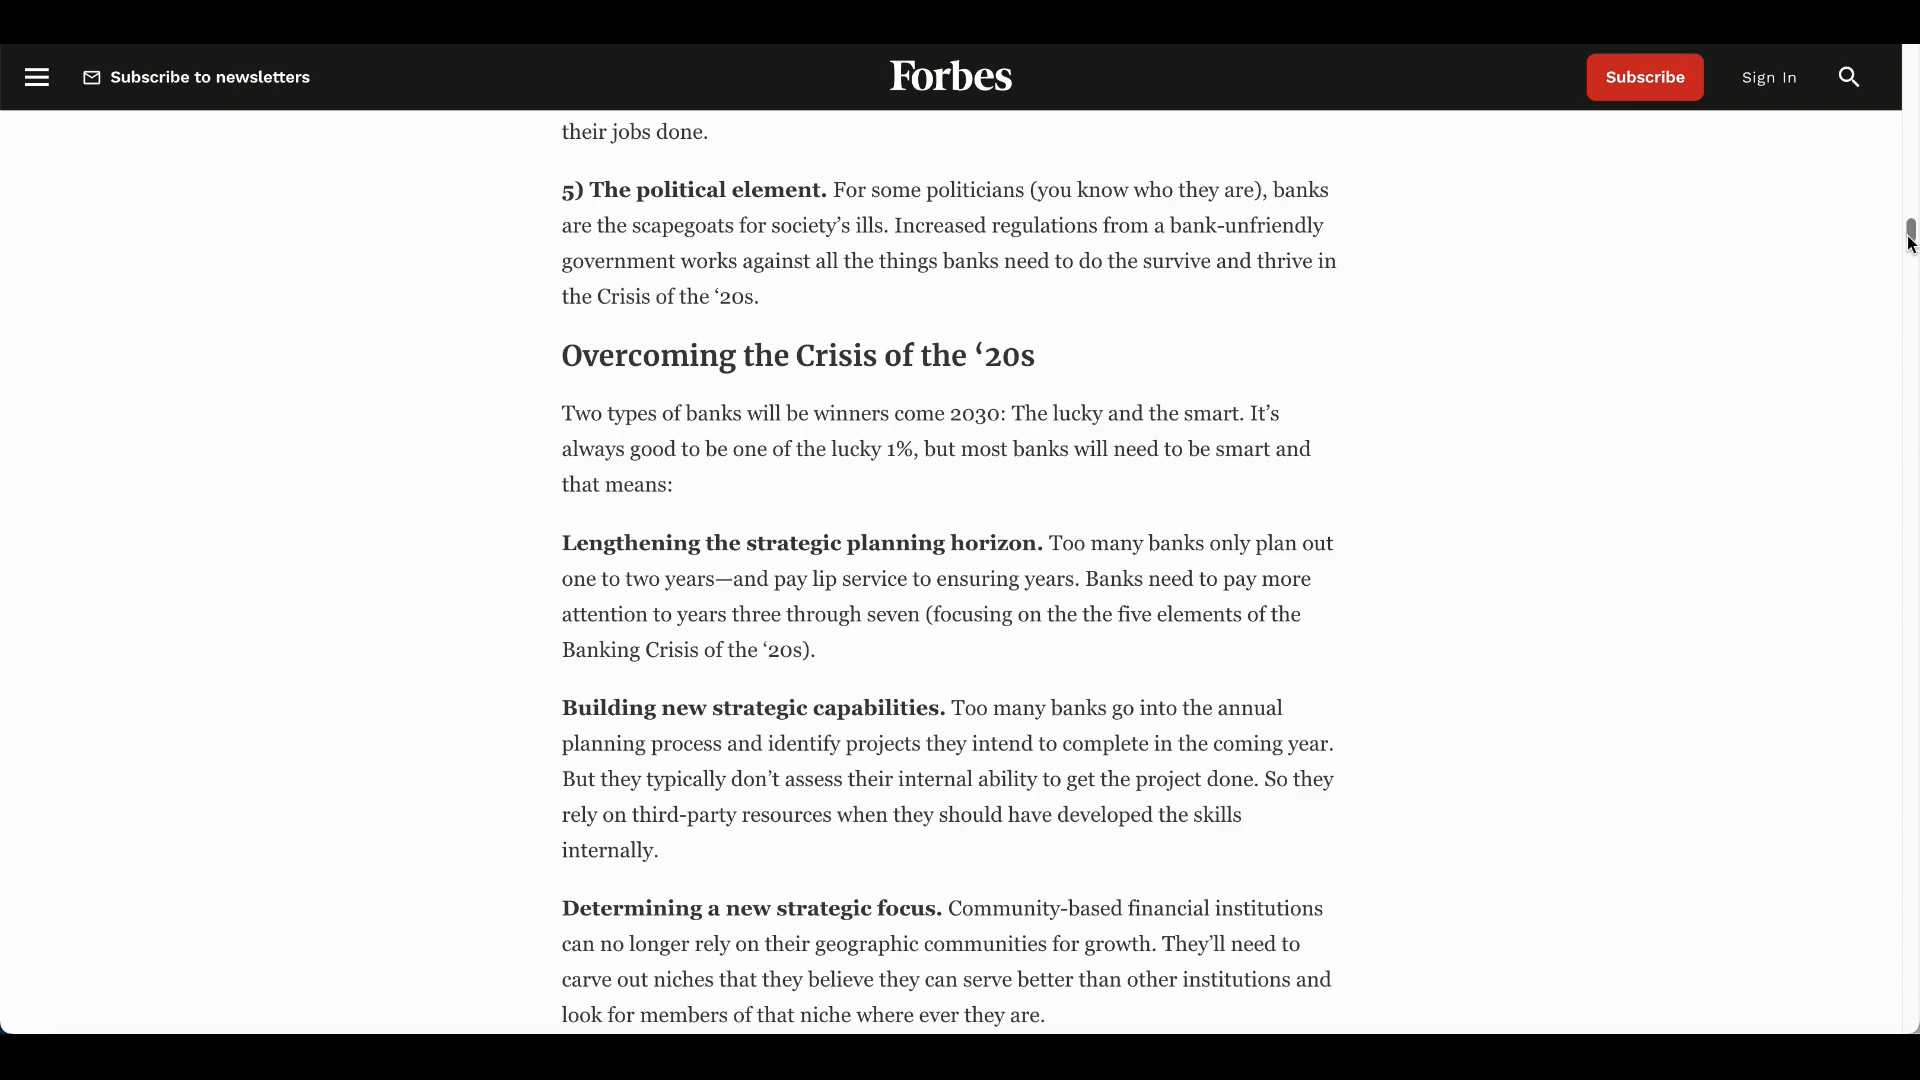 Subscribe to newsletters
Forbes
Subscribe
Sign In
their jobs done.
5) The political element. For some politicians (you know who they are), banks
are the scapegoats for society’s ills. Increased regulations from a bank-unfriendly
government works against all the things banks need to do the survive and thrive in
the Crisis of the ‘20s.
Overcoming the Crisis of the ‘20s
Two types of banks will be winners come 2030: The lucky and the smart. It’s
always good to be one of the lucky 1%, but most banks will need to be smart and
that means:
Lengthening the strategic planning horizon. Too many banks only plan out
one to two years—and pay lip service to ensuring years. Banks need to pay more
attention to years three through seven (focusing on the the five elements of the
Banking Crisis of the ‘20s).
Building new strategic capabilities. Too many banks go into the annual
planning process and identify projects they intend to complete in the coming year.
But they typically don’t assess their internal ability to get the project done. So they
rely on third-party resources when they should have developed the skills
internally.
Determining a new strategic focus. Community-based financial institutions
can no longer rely on their geographic communities for growth. They’ll need to
carve out niches that they believe they can serve better than other institutions and
look for members of that niche where ever they are.